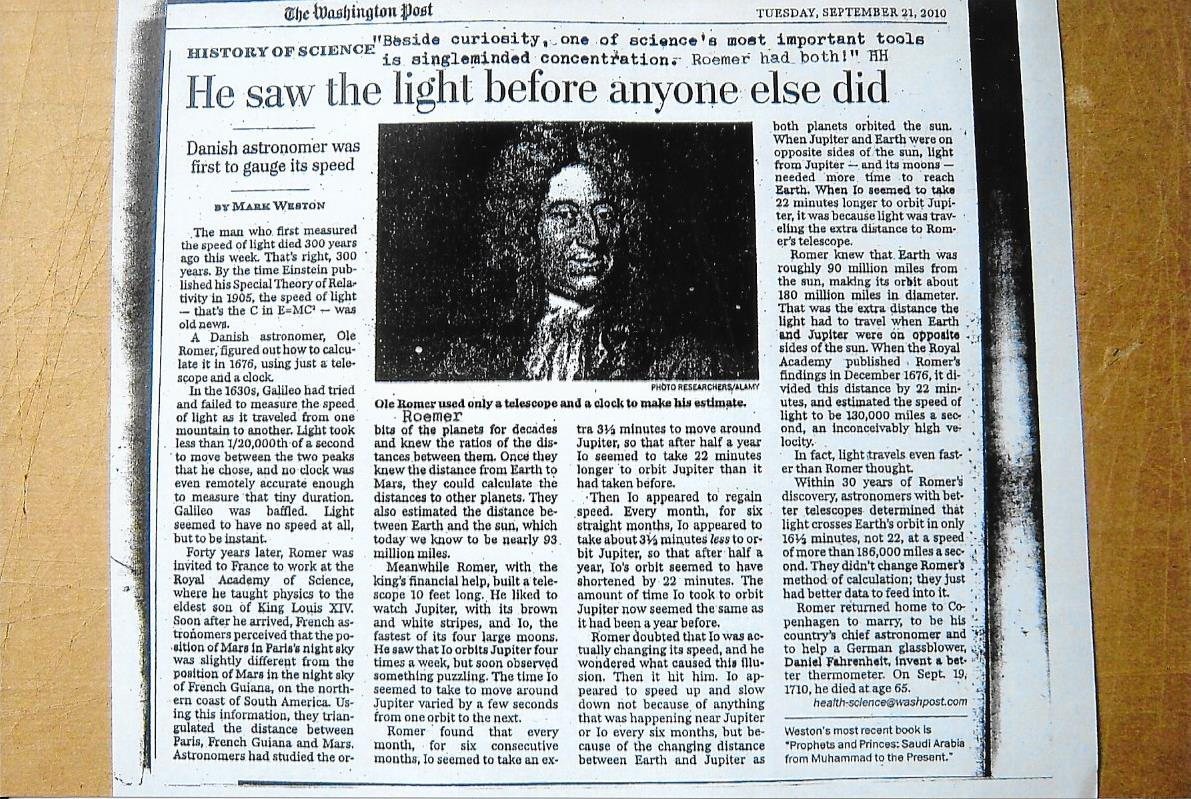 The Washington Post
TUESDAY, SEPTEMBER 21, 2010
HISTORY OF SCIENCE
"Beside curiosity, one of science's most important tools
is singleminded concentration. Roemer had both!" HH
He saw the light before anyone else did
Danish astronomer was
first to gauge its speed
BY MARK WESTON
The man who first measured
the speed of light died 300 years
ago this week. That's right, 300
years. By the time Einstein pub-
lished his Special Theory of Rela-
tivity in 1905, the speed of light
— that's the C in E=MC² — was
old news.
A Danish astronomer, Ole
Romer, figured out how to calcu-
late it in 1676, using just a tele-
scope and a clock.
In the 1630s, Galileo had tried
and failed to measure the speed
of light as it traveled from one
mountain to another. Light took
less than 1/20,000th of a second
to move between the two peaks
that he chose, and no clock was
even remotely accurate enough
to measure that tiny duration.
Galileo was baffled. Light
seemed to have no speed at all,
but to be instant.
Forty years later, Romer was
invited to France to work at the
Royal Academy of Science,
where he taught physics to the
eldest son of King Louis XIV.
Soon after he arrived, French as-
tronomers perceived that the po-
sition of Mars in Paris's night sky
was slightly different from the
position of Mars in the night sky
of French Guiana, on the north-
ern coast of South America. Us-
ing this information, they trian-
gulated the distance between
Paris, French Guiana and Mars.
Astronomers had studied the or-
PHOTO RESEARCHERS/ALAMY
Ole Romer used only a telescope and a clock to make his estimate.
Roemer
bits of the planets for decades
and knew the ratios of the dis-
tances between them. Once they
knew the distance from Earth to
Mars, they could calculate the
distances to other planets. They
also estimated the distance be-
tween Earth and the sun, which
today we know to be nearly 93
million miles.
Meanwhile Romer, with the
king's financial help, built a tele-
scope 10 feet long. He liked to
watch Jupiter, with its brown
and white stripes, and Io, the
fastest of its four large moons.
He saw that Io orbits Jupiter four
times a week, but soon observed
something puzzling. The time Io
seemed to take to move around
Jupiter varied by a few seconds
from one orbit to the next.
Romer found that every
month, for six consecutive
months, Io seemed to take an ex-
tra 3½ minutes to move around
Jupiter, so that after half a year
Io seemed to take 22 minutes
longer to orbit Jupiter than it
had taken before.
Then Io appeared to regain
speed. Every month, for six
straight months, Io appeared to
take about 3½ minutes less to or-
bit Jupiter, so that after half a
year, Io's orbit seemed to have
shortened by 22 minutes. The
amount of time Io took to orbit
Jupiter now seemed the same as
it had been a year before.
Romer doubted that Io was ac-
tually changing its speed, and he
wondered what caused this illu-
sion. Then it hit him. Io ap-
peared to speed up and slow
down not because of anything
that was happening near Jupiter
or Io every six months, but be-
cause of the changing distance
between Earth and Jupiter as
both planets orbited the sun.
When Jupiter and Earth were on
opposite sides of the sun, light
from Jupiter — and its moons —
needed more time to reach
Earth. When Io seemed to take
22 minutes longer to orbit Jupi-
ter, it was because light was trav-
eling the extra distance to Rom-
er's telescope.
Romer knew that Earth was
roughly 90 million miles from
the sun, making its orbit about
180 million miles in diameter.
That was the extra distance the
light had to travel when Earth
and Jupiter were on opposite
sides of the sun. When the Royal
Academy published Romer's
findings in December 1676, it di-
vided this distance by 22 min-
utes, and estimated the speed of
light to be 130,000 miles a sec-
ond, an inconceivably high ve-
locity.
In fact, light travels even fast-
er than Romer thought.
Within 30 years of Romer's
discovery, astronomers with bet-
ter telescopes determined that
light crosses Earth's orbit in only
16½ minutes, not 22, at a speed
of more than 186,000 miles a sec-
ond. They didn't change Romer's
method of calculation; they just
had better data to feed into it.
Romer returned home to Co-
penhagen to marry, to be his
country's chief astronomer and
to help a German glassblower,
Daniel Fahrenheit, invent a bet-
ter thermometer. On Sept. 19,
1710, he died at age 65.
health-science@washpost.com
Weston's most recent book is
"Prophets and Princes: Saudi Arabia
from Muhammad to the Present."